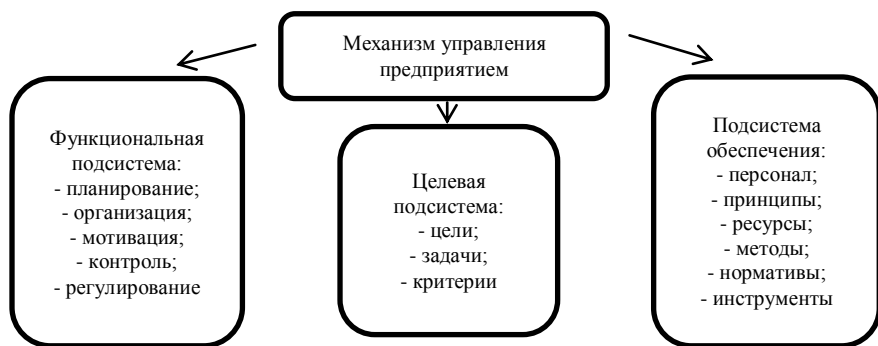 Механизм управления
предприятием
Функциональная
подсистема:
- планирование;
- организация;
- мотивация;
- контроль;
- регулирование
Целевая
подсистема:
- цели;
- задачи;
- критерии
Подсистема
обеспечения:
- персонал;
- принципы;
- ресурсы;
- методы;
- нормативы;
- инструменты